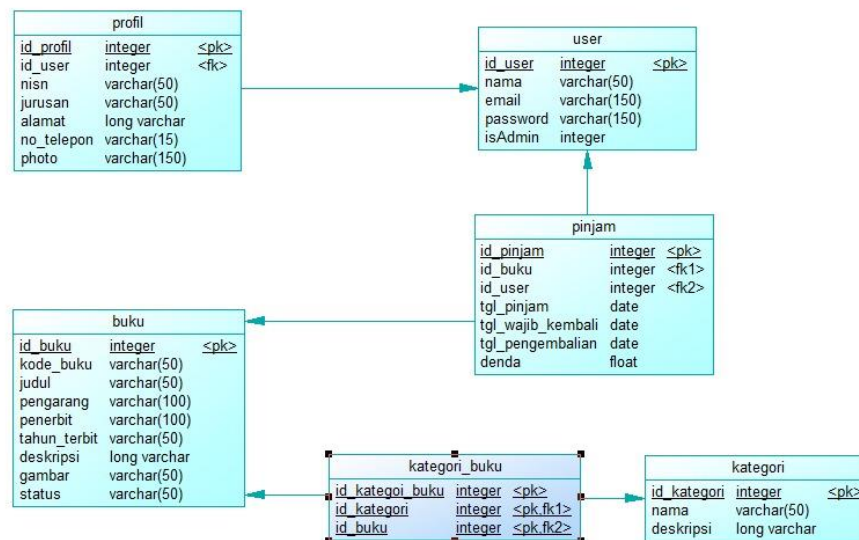 profil
id_profil integer <pk>
id_user integer <fk>
nisn varchar(50)
jurusan varchar(50)
alamat long varchar
no_telepon varchar(15)
photo varchar(150)
user
id_user integer <pk>
nama varchar(50)
email varchar(150)
password varchar(150)
isAdmin integer
pinjam
id_pinjam integer <pk>
id_buku integer <fk1>
id_user integer <fk2>
tgl_pinjam date
tgl_wajib_kembali date
tgl_pengembalian date
denda float
buku
id_buku integer <pk>
kode_buku varchar(50)
judul varchar(50)
pengarang varchar(100)
penerbit varchar(100)
tahun_terbit varchar(50)
deskripsi long varchar
gambar varchar(50)
status varchar(50)
kategori_buku
id_kategoi_buku integer <pk>
id_kategori integer <pk,fk1>
id_buku integer <pk,fk2>
kategori
id_kategori integer <pk>
nama varchar(50)
deskripsi long varchar